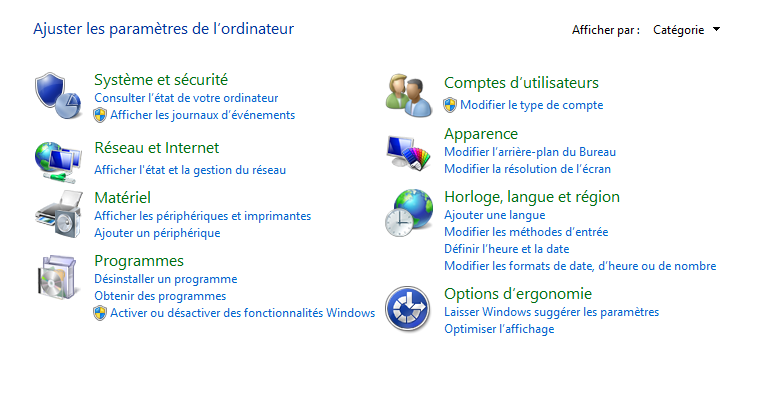 Ajuster les paramètres de l'ordinateur
Afficher par : Catégorie
Système et sécurité
Consulter l'état de votre ordinateur
Afficher les journaux d'événements
Réseau et Internet
Afficher l'état et la gestion du réseau
Matériel
Afficher les périphériques et imprimantes
Ajouter un périphérique
Programmes
Désinstaller un programme
Obtenir des programmes
Activer ou désactiver des fonctionnalités Windows
Comptes d'utilisateurs
Modifier le type de compte
Apparence
Modifier l'arrière-plan du Bureau
Modifier la résolution de l'écran
Horloge, langue et région
Ajouter une langue
Modifier les méthodes d'entrée
Définir l'heure et la date
Modifier les formats de date, d'heure ou de nombre
Options d'ergonomie
Laisser Windows suggérer les paramètres
Optimiser l'affichage